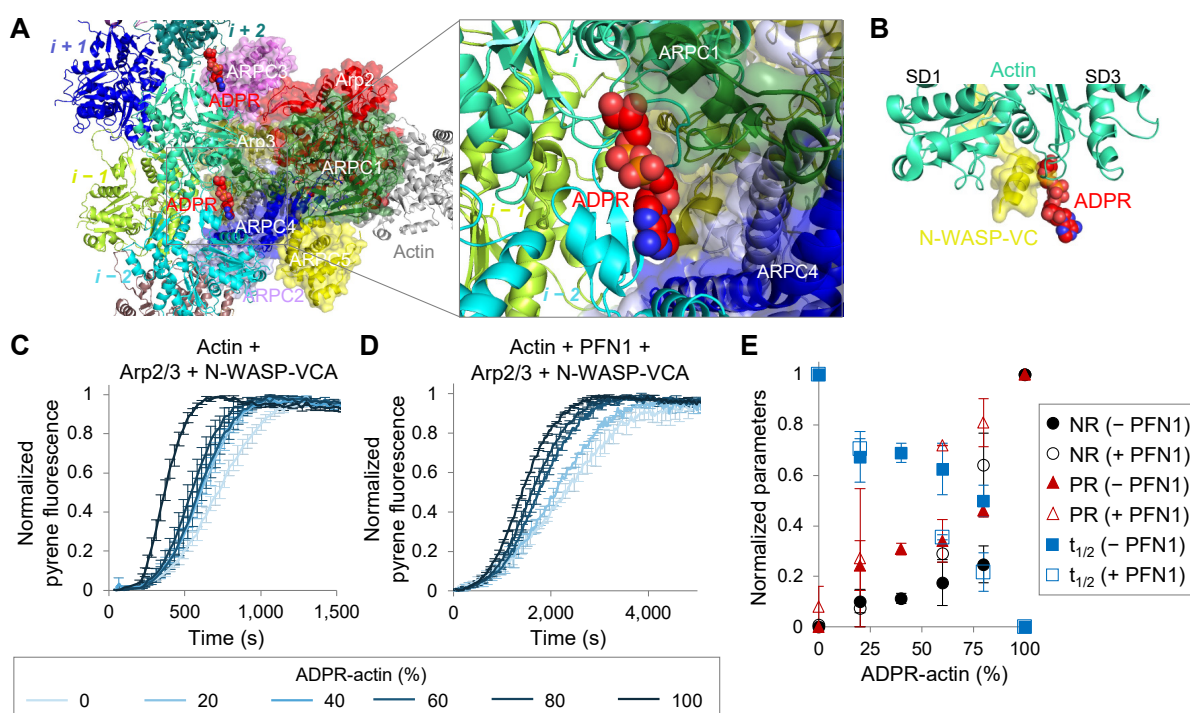 A
i + 1
i + 2
i
ARPC3
Arp2
ADPR
Arp3
ARPC1
i – 1
ADPR
ARPC4
Actin
ARPC5
ARPC2
i
ARPC1
ADPR
i – 1
i – 2
ARPC4
B
SD1
Actin
SD3
ADPR
N-WASP-VC
C
Actin +
Arp2/3 + N-WASP-VCA
Normalized
pyrene fluorescence
1
0.8
0.6
0.4
0.2
0
0
500
1,000
1,500
Time (s)
D
Actin + PFN1 +
Arp2/3 + N-WASP-VCA
Normalized
pyrene fluorescence
1
0.8
0.6
0.4
0.2
0
0
2,000
4,000
Time (s)
ADPR-actin (%)
0 20 40 60 80 100
E
Normalized parameters
1
0.8
0.6
0.4
0.2
0
0
25
50
75
100
ADPR-actin (%)
NR (– PFN1)
NR (+ PFN1)
PR (– PFN1)
PR (+ PFN1)
t1/2 (– PFN1)
t1/2 (+ PFN1)